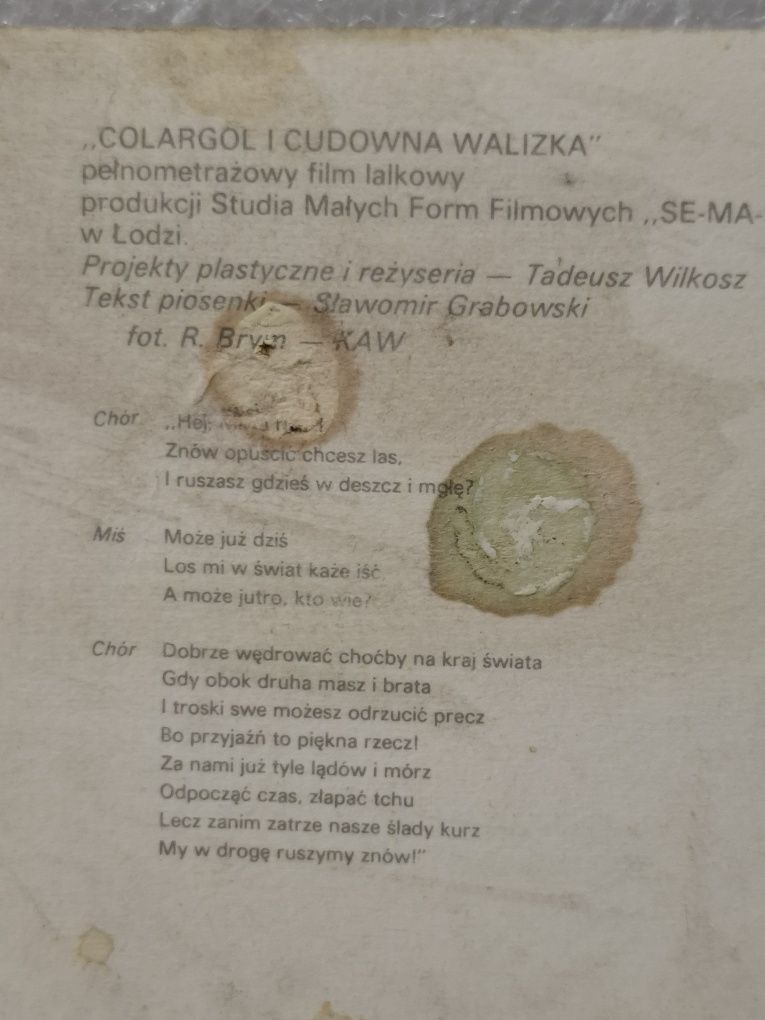 „COLARGOL I CUDOWNA WALIZKA"
pełnometrażowy film lalkowy
produkcji Studia Małych Form Filmowych „SE-MA-
w Łodzi.
Projekty plastyczne i reżyseria — Tadeusz Wilkosz
Tekst piosenki — Sławomir Grabowski
fot. R. — KAW
Chór „Hej,
Znów opuścić chcesz las,
I ruszasz gdzieś w deszcz i mgłę?
Miś Może już dziś
Los mi w świat każe iść
A może jutro, kto wie?
Chór Dobrze wędrować choćby na kraj świata
Gdy obok druha masz i brata
I troski swe możesz odrzucić precz
Bo przyjaźń to piękna rzecz!
Za nami już tyle lądów i mórz
Odpocząć czas, złapać tchu
Lecz zanim zatrze nasze ślady kurz
My w drogę ruszymy znów!"